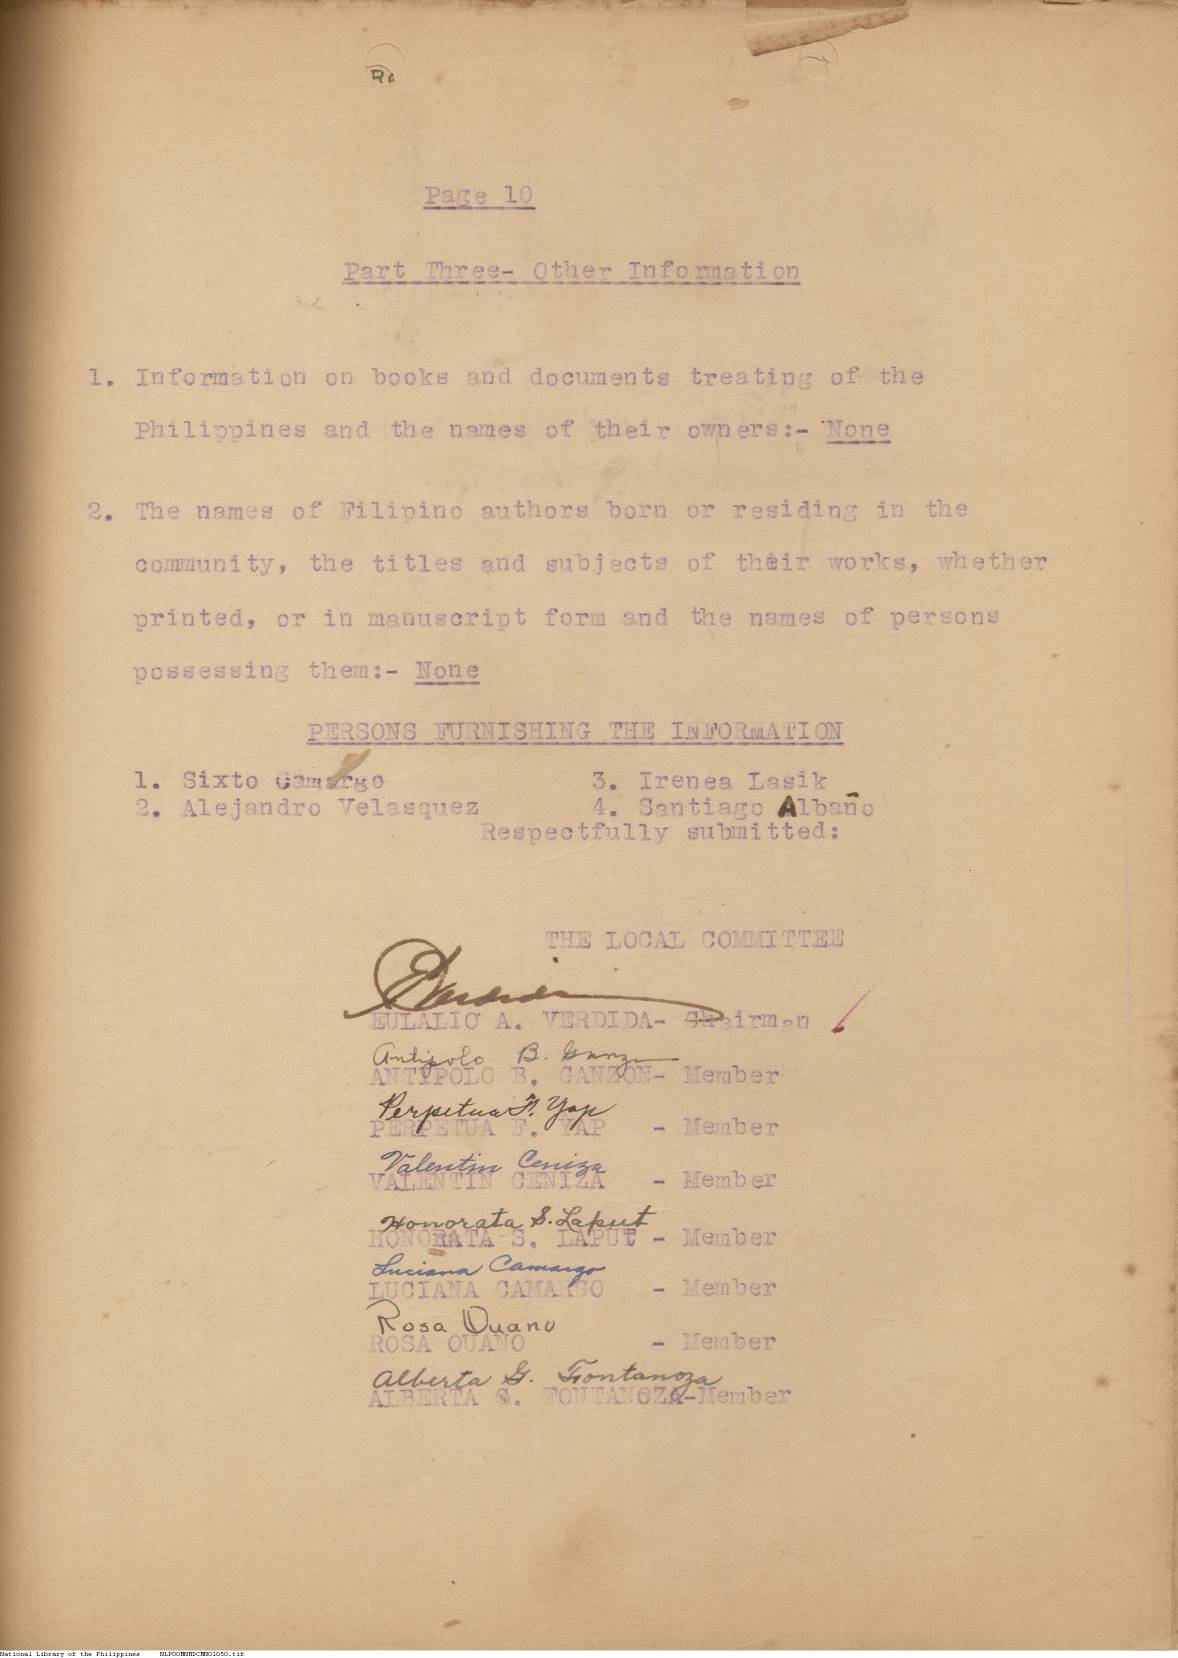 Page 10
Part Three- Other Information
1. Information on books and documents treating of the
Philippines and the names of their owners:- None
2. The names of Filipino authors born or residing in the
community, the titles and subjects of their works, whether
printed, or in manuscript form and the names of persons
possessing them:- None
PERSONS FURNISHING THE INFORMATION
1. Sixto Camargo 3. Irenea Lasik
2. Alejandro Velasquez 4. Santiago Albaño
Respectfully submitted:
THE LOCAL COMMITTEE
EVerdida
EULALIO A. VERDIDA- Chairman
Antipolo B. Ganzon
ANTIPOLO B. GANZON- Member
Perpetua F. Yap
PERPETUA F. YAP - Member
Valentin Ceniza
VALENTIN CENIZA - Member
Honorata S. Laput
HONORATA S. LAPUT - Member
Luciana Camargo
LUCIANA CAMARGO - Member
Rosa Ouano
ROSA OUANO - Member
Alberta G. Fontanoza
ALBERTA G. FONTANOZA-Member
National Library of the Philippines NLPOOMNHDCMN01050.tif